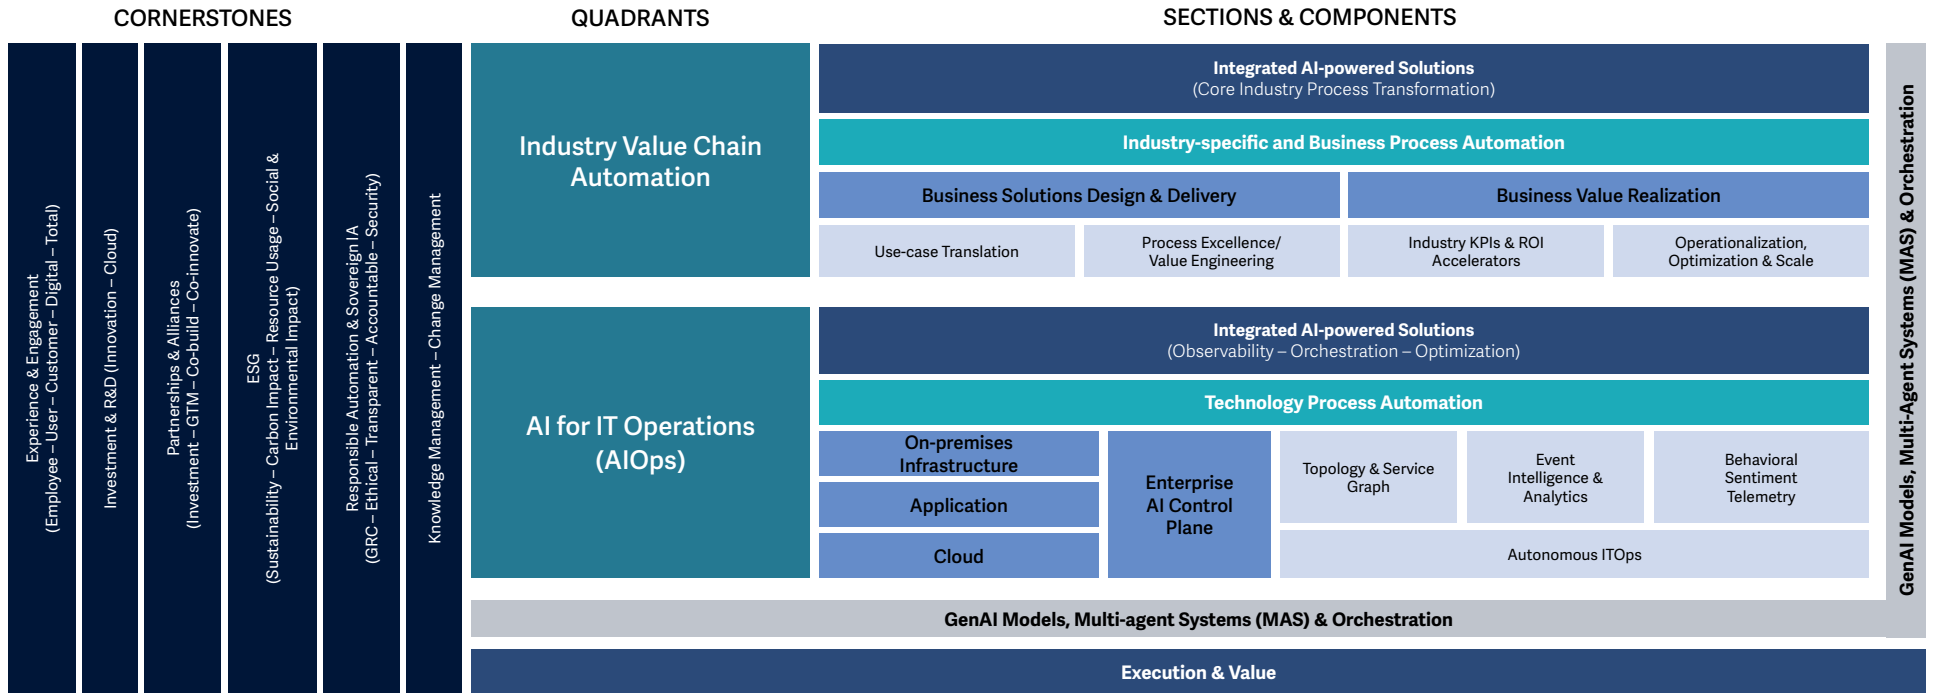 CORNERSTONES
QUADRANTS
SECTIONS & COMPONENTS
Experience & Engagement
(Employee – User – Customer – Digital – Total)
Investment & R&D (Innovation – Cloud)
Partnerships & Alliances
(Investment – GTM – Co-build – Co-innovate)
ESG
(Sustainability – Carbon Impact – Resource Usage – Social &
Environmental Impact)
Responsible Automation & Sovereign IA
(GRC – Ethical – Transparent – Accountable – Security)
Knowledge Management – Change Management
Industry Value Chain
Automation
Integrated AI-powered Solutions
(Core Industry Process Transformation)
Industry-specific and Business Process Automation
Business Solutions Design & Delivery
Business Value Realization
Use-case Translation
Process Excellence/
Value Engineering
Industry KPIs & ROI
Accelerators
Operationalization,
Optimization & Scale
AI for IT Operations
(AIOps)
Integrated AI-powered Solutions
(Observability – Orchestration – Optimization)
Technology Process Automation
On-premises
Infrastructure
Application
Cloud
Enterprise
AI Control
Plane
Topology & Service
Graph
Event
Intelligence &
Analytics
Behavioral
Sentiment
Telemetry
Autonomous ITOps
GenAI Models, Multi-Agent Systems (MAS) & Orchestration
GenAI Models, Multi-agent Systems (MAS) & Orchestration
Execution & Value